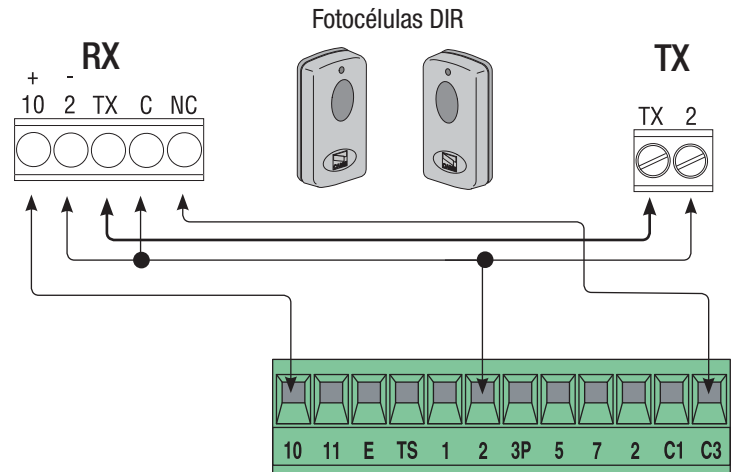 Fotocélulas DIR
RX
TX
+ -
10 2 TX C NC
TX 2
10 11 E TS 1 2 3P 5 7 2 C1 C3